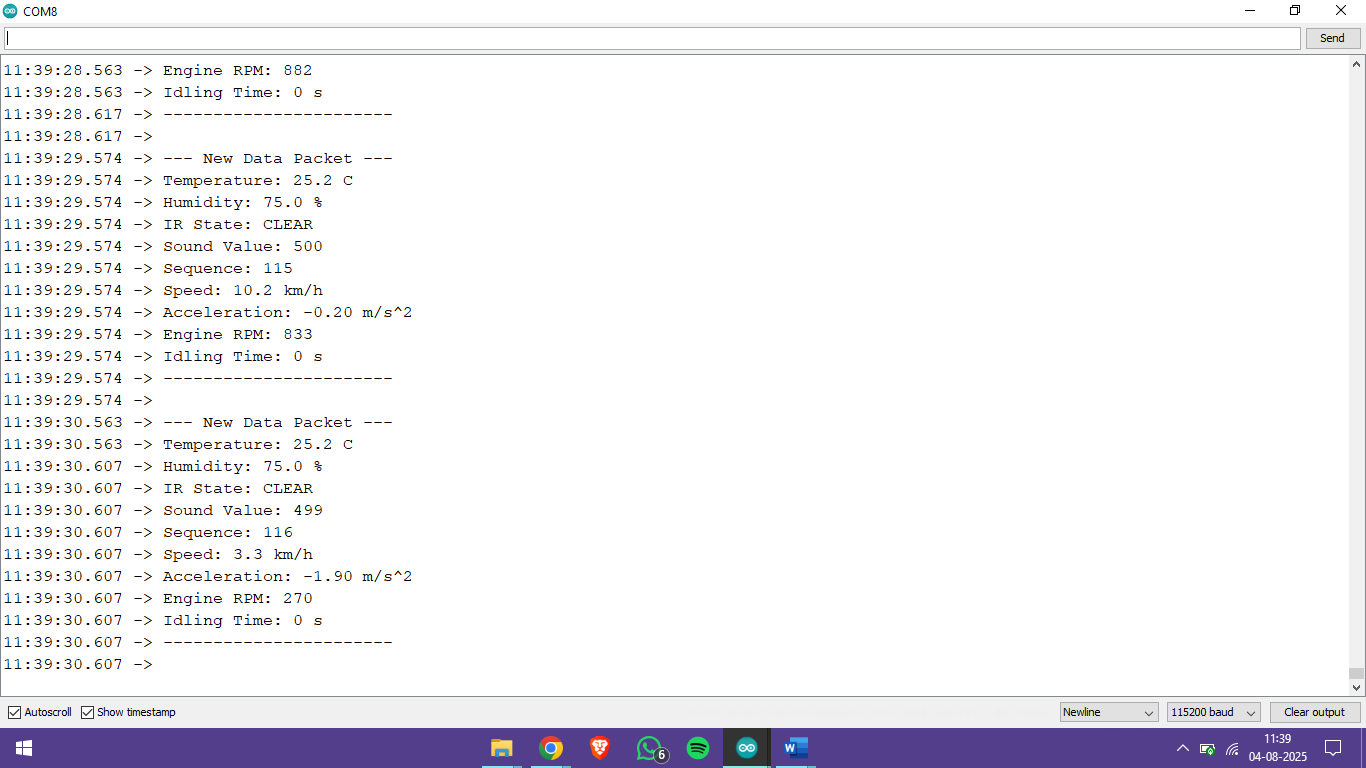 COM8
Send
11:39:28.563 -> Engine RPM: 882
11:39:28.563 -> Idling Time: 0 s
11:39:28.617 -> -----------------------
11:39:28.617 ->
11:39:29.574 -> --- New Data Packet ---
11:39:29.574 -> Temperature: 25.2 C
11:39:29.574 -> Humidity: 75.0 %
11:39:29.574 -> IR State: CLEAR
11:39:29.574 -> Sound Value: 500
11:39:29.574 -> Sequence: 115
11:39:29.574 -> Speed: 10.2 km/h
11:39:29.574 -> Acceleration: -0.20 m/s^2
11:39:29.574 -> Engine RPM: 833
11:39:29.574 -> Idling Time: 0 s
11:39:29.574 -> -----------------------
11:39:29.574 ->
11:39:30.563 -> --- New Data Packet ---
11:39:30.563 -> Temperature: 25.2 C
11:39:30.607 -> Humidity: 75.0 %
11:39:30.607 -> IR State: CLEAR
11:39:30.607 -> Sound Value: 499
11:39:30.607 -> Sequence: 116
11:39:30.607 -> Speed: 3.3 km/h
11:39:30.607 -> Acceleration: -1.90 m/s^2
11:39:30.607 -> Engine RPM: 270
11:39:30.607 -> Idling Time: 0 s
11:39:30.607 -> -----------------------
11:39:30.607 ->
Autoscroll Show timestamp Newline 115200 baud Clear output
6
W
11:39
04-08-2025